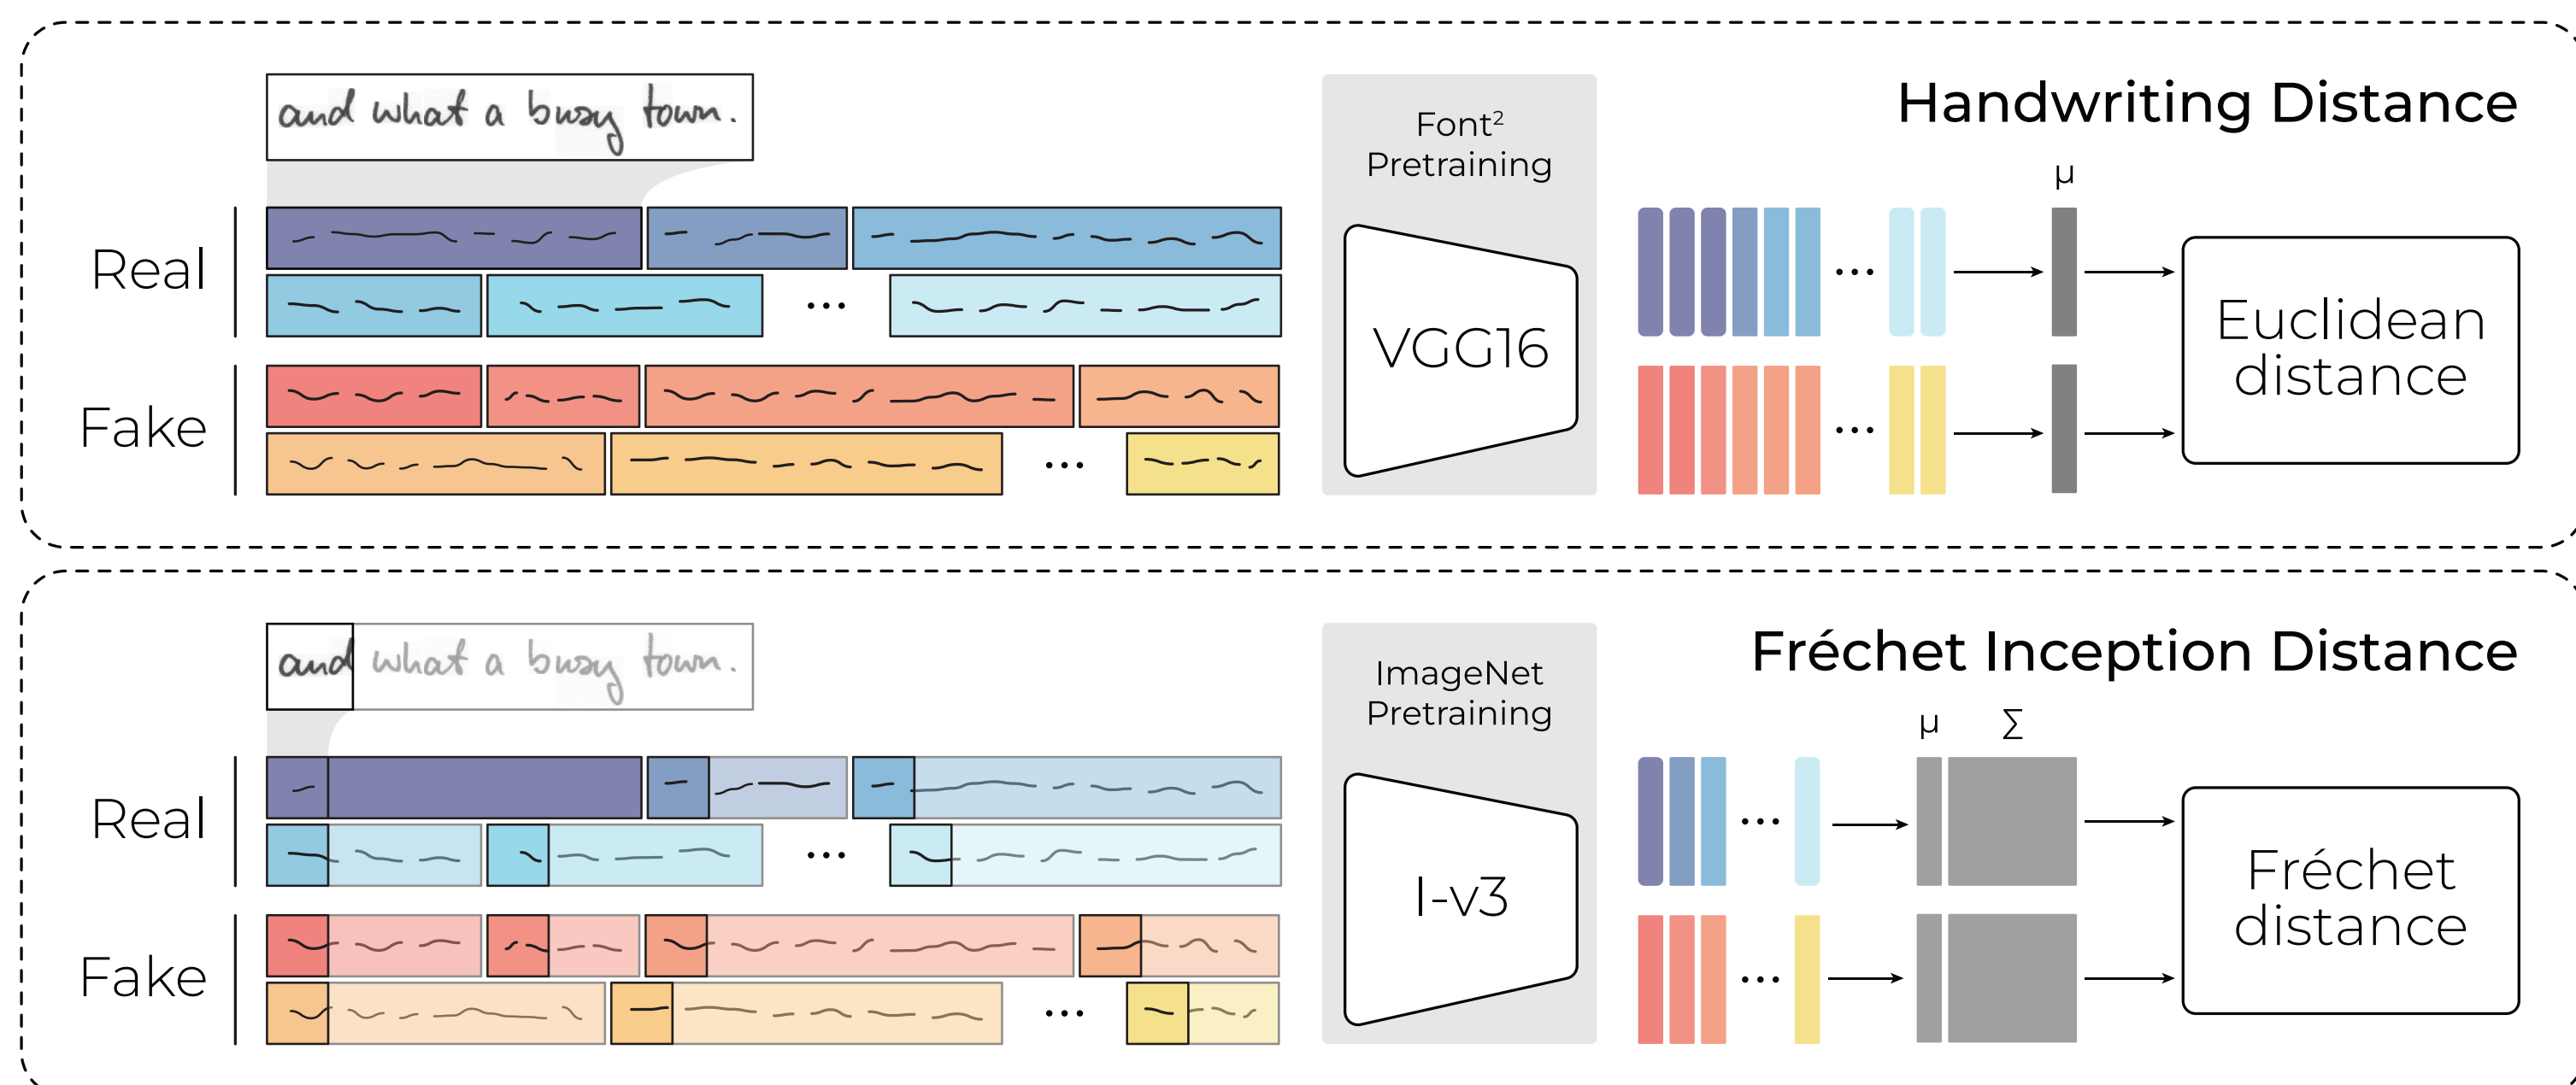 and what a busy town.
Font²
Pretraining
Handwriting Distance
μ
Real
Fake
...
...
VGG16
...
...
Euclidean
distance
and what a busy town.
ImageNet
Pretraining
Fréchet Inception Distance
μ Σ
Real
Fake
...
...
I-v3
...
...
Fréchet
distance